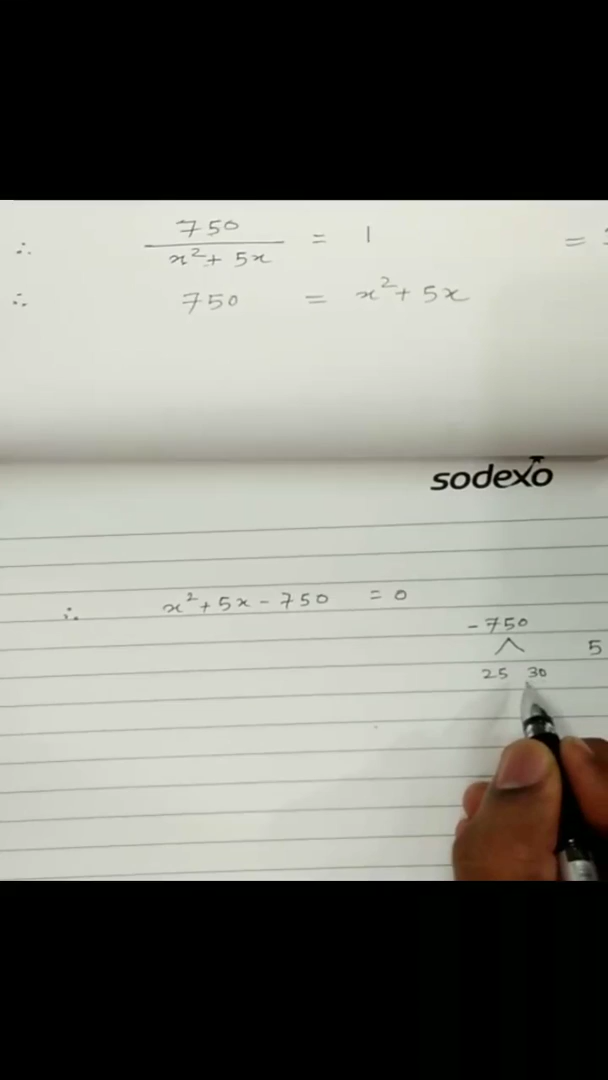 ∴ 750 / x² + 5x = 1 =
∴ 750 = x² + 5x
sodexo
∴ x² + 5x - 750 = 0
- 750 5
25 30